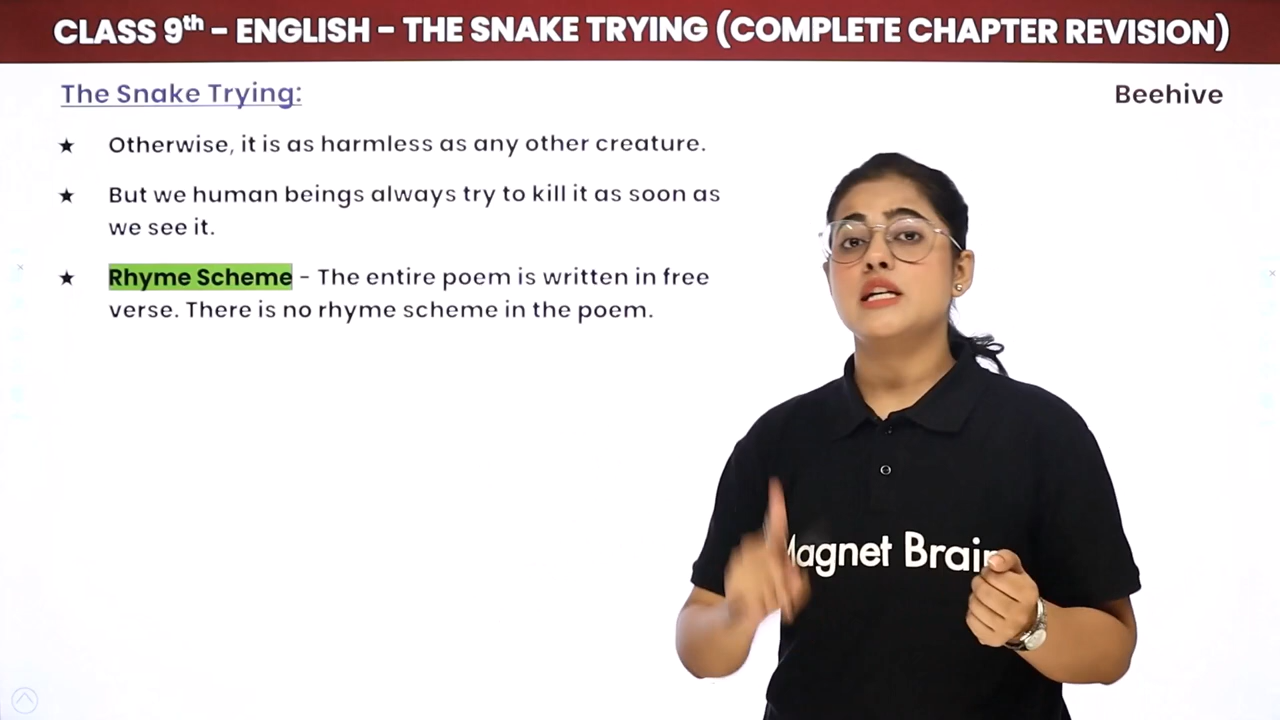 CLASS 9th – ENGLISH – THE SNAKE TRYING (COMPLETE CHAPTER REVISION)
The Snake Trying:
Beehive
★ Otherwise, it is as harmless as any other creature.
★ But we human beings always try to kill it as soon as
we see it.
★ Rhyme Scheme – The entire poem is written in free
verse. There is no rhyme scheme in the poem.
Magnet Brain